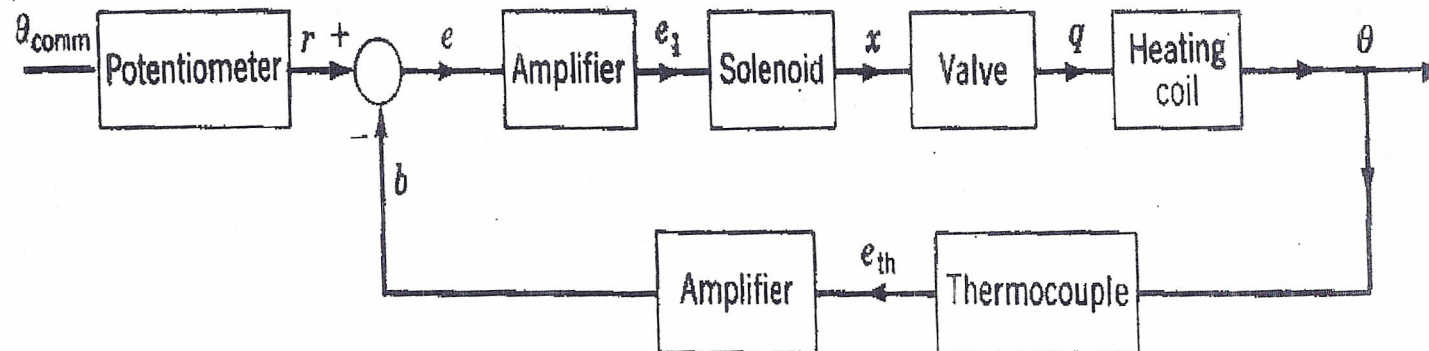 θcomm
Potentiometer
r +
e
Amplifier
e₁
Solenoid
x
Valve
q
Heating
coil
θ
−
b
Amplifier
eth
Thermocouple